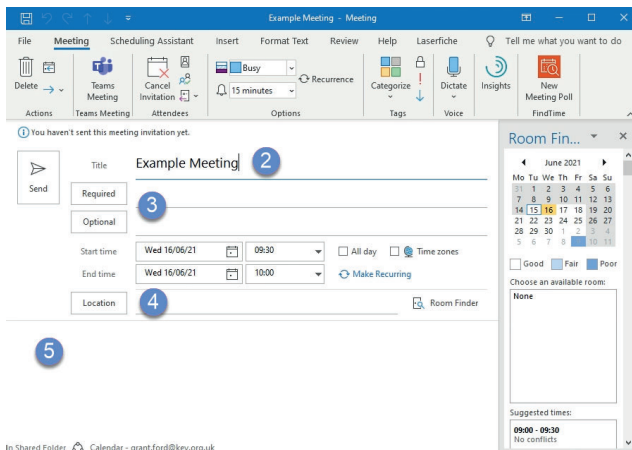 Example Meeting - Meeting
File Meeting Scheduling Assistant Insert Format Text Review Help Laserfiche Tell me what you want to do
Delete
Teams Meeting
Cancel Invitation
Busy
15 minutes
Recurrence
Categorize
Dictate
Insights
New Meeting Poll
Actions Teams Meeting Attendees Options Tags Voice FindTime
You haven't sent this meeting invitation yet.
Send
Title Example Meeting 2
Required
3
Optional
Start time Wed 16/06/21 09:30 All day Time zones
End time Wed 16/06/21 10:00 Make Recurring
Location 4 Room Finder
5
In Shared Folder Calendar - grant.ford@key.org.uk
Room Fin...
June 2021
Mo Tu We Th Fr Sa Su
31 1 2 3 4 5 6
7 8 9 10 11 12 13
14 15 16 17 18 19 20
21 22 23 24 25 26 27
28 29 30 1 2 3 4
5 6 7 8 9 10 11
Good Fair Poor
Choose an available room:
None
Suggested times:
09:00 - 09:30
No conflicts